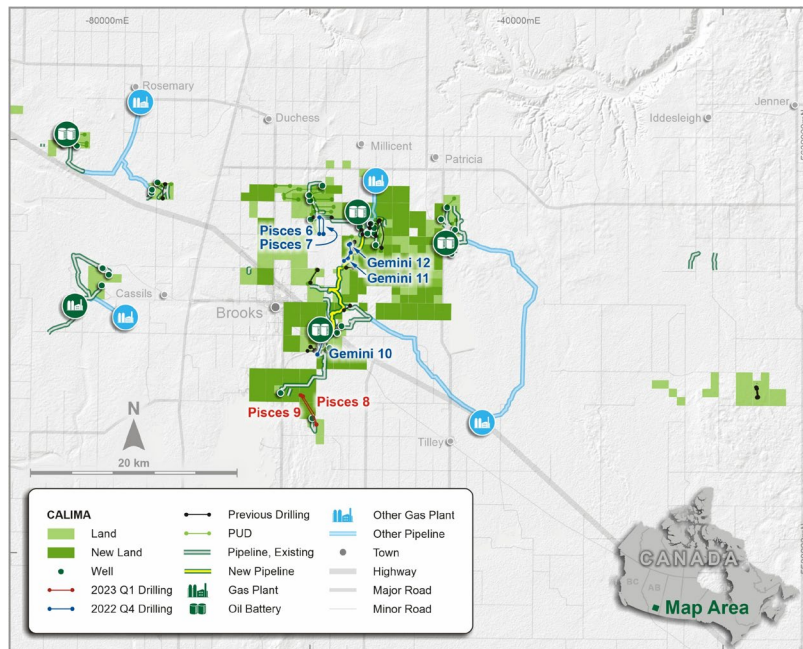 -80000mE
-40000mE
Rosemary
Jenner
Iddesleigh
Duchess
Millicent
Patricia
Pisces 6
Pisces 7
Gemini 12
Gemini 11
Cassils
Brooks
Gemini 10
Pisces 8
Pisces 9
Tilley
N
20 km
CALIMA
Land
New Land
Well
2023 Q1 Drilling
2022 Q4 Drilling
Previous Drilling
PUD
Pipeline, Existing
New Pipeline
Gas Plant
Oil Battery
Other Gas Plant
Other Pipeline
Town
Highway
Major Road
Minor Road
CANADA
BC
AB
Map Area